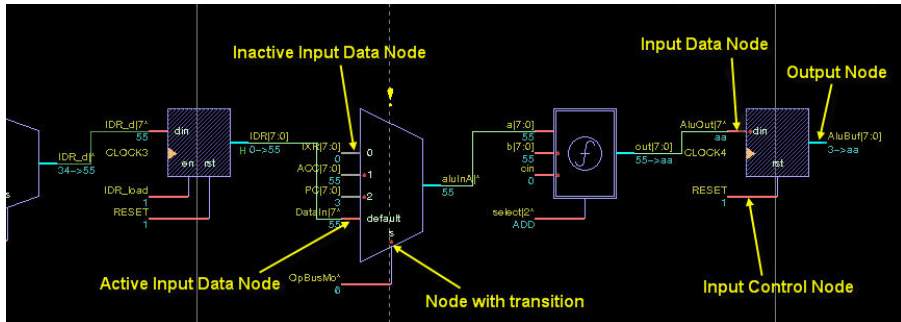 Input Data Node
Inactive Input Data Node
Output Node
IDR_d|7^
55
din
CLOCK3
en rst
IDR_d|^
34->55
IDR_load
1
RESET
1
IDR[7:0]
H 0->55
IXR[7:0]
0
0
ACC[7:0]
55
1
PC[7:0]
3
2
DataIn|7^
55
default
s
OpBusMo^
6
aluInA|^
55
a[7:0]
55
b[7:0]
55
cin
0
f
select|2^
ADD
out[7:0]
55->aa
AluOut|7^
aa
din
CLOCK4
rst
AluBuf[7:0]
3->aa
RESET
1
Active Input Data Node
Node with transition
Input Control Node